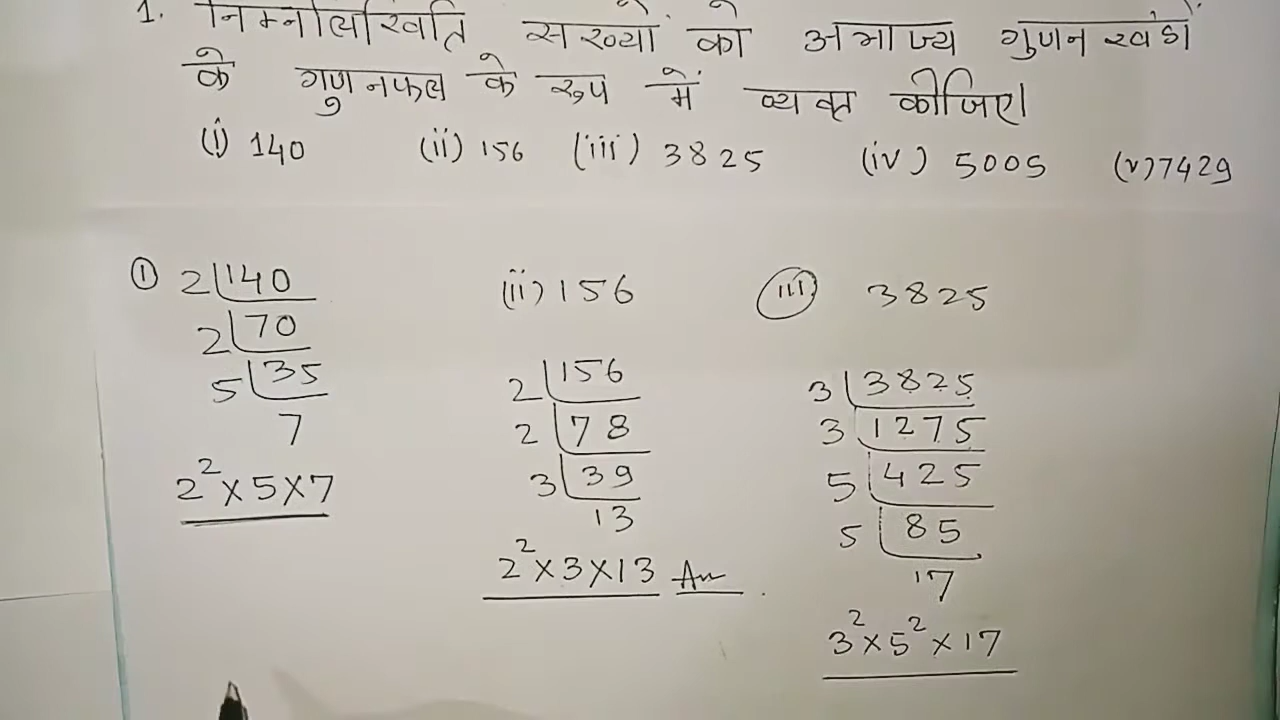 1. निम्नलिखिति संख्यों को अभाज्य गुणनखंडों
के गुणनफल के रूप में व्यक्त कीजिए।
(i) 140 (ii) 156 (iii) 3825 (iv) 5005 (v) 7429
① 2 140
2 70
5 35
7
2² × 5 × 7
(ii) 156
2 156
2 78
3 39
13
2² × 3 × 13 An
iii 3825
3 3825
3 1275
5 425
5 85
17
3² × 5² × 17